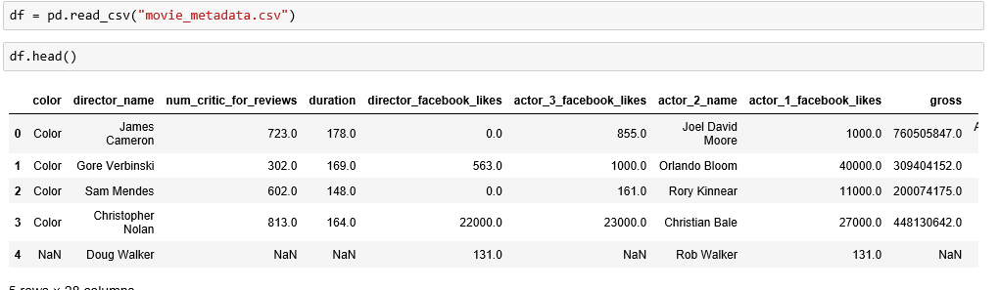 df = pd.read_csv("movie_metadata.csv")
df.head()
color director_name num_critic_for_reviews duration director_facebook_likes actor_3_facebook_likes actor_2_name actor_1_facebook_likes gross
0 Color James Cameron 723.0 178.0 0.0 855.0 Joel David Moore 1000.0 760505847.0
1 Color Gore Verbinski 302.0 169.0 563.0 1000.0 Orlando Bloom 40000.0 309404152.0
2 Color Sam Mendes 602.0 148.0 0.0 161.0 Rory Kinnear 11000.0 200074175.0
3 Color Christopher Nolan 813.0 164.0 22000.0 23000.0 Christian Bale 27000.0 448130642.0
4 NaN Doug Walker NaN NaN 131.0 NaN Rob Walker 131.0 NaN
5 rows x 28 columns